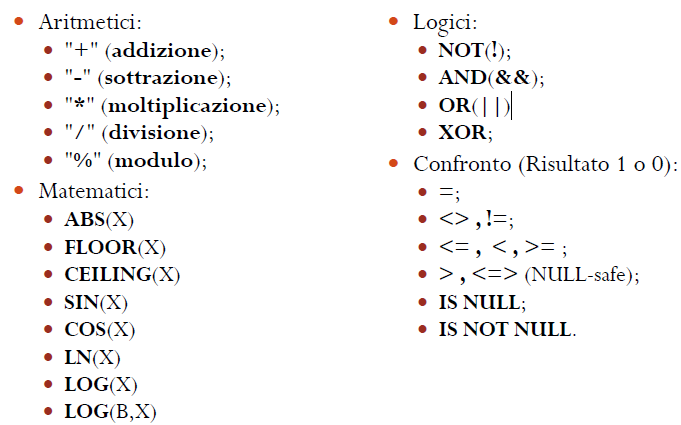 Aritmetici:
"+" (addizione);
"-" (sottrazione);
"*" (moltiplicazione);
"/" (divisione);
"%" (modulo);
Matematici:
ABS(X)
FLOOR(X)
CEILING(X)
SIN(X)
COS(X)
LN(X)
LOG(X)
LOG(B,X)
Logici:
NOT(!);
AND(&&);
OR(||)
XOR;
Confronto (Risultato 1 o 0):
=;
<> , !=;
<= , < , >= ;
> , <=> (NULL-safe);
IS NULL;
IS NOT NULL.